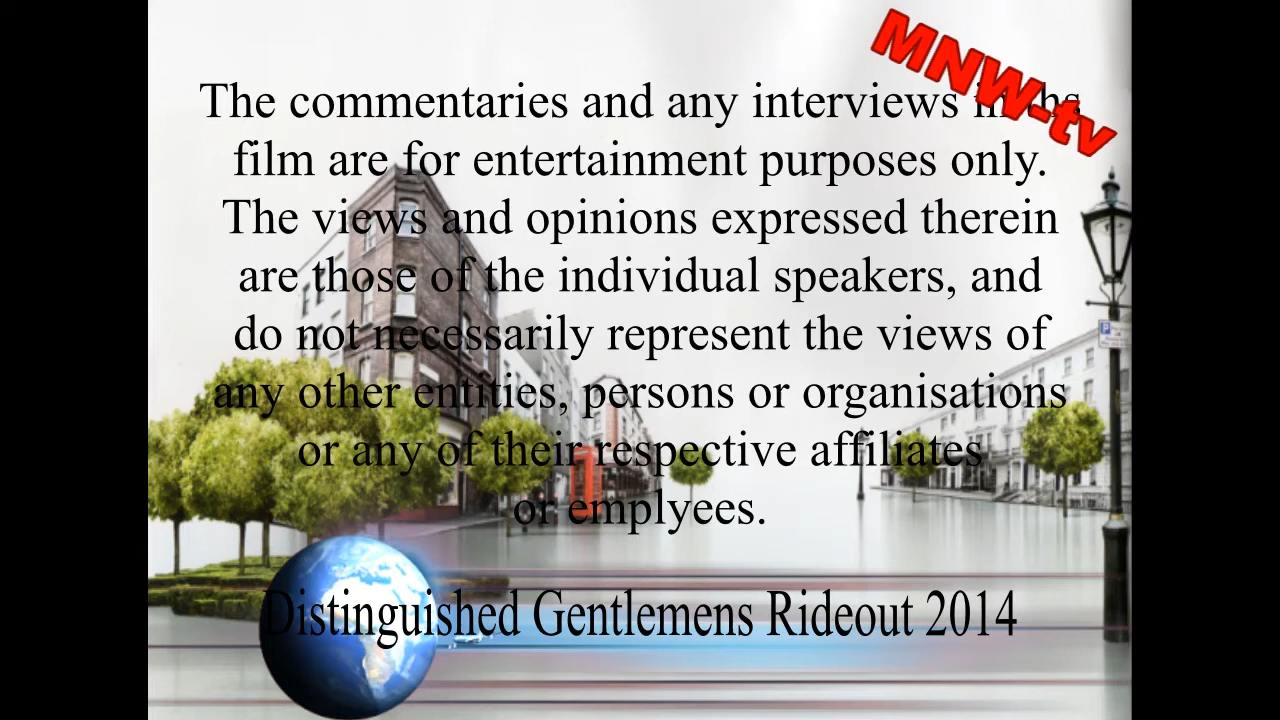 MNW-tv
The commentaries and any interviews in ths
film are for entertainment purposes only.
The views and opinions expressed therein
are those of the individual speakers, and
do not necessarily represent the views of
any other entities, persons or organisations
or any of their respective affiliates
or emplyees.
Distinguished Gentlemens Rideout 2014
P